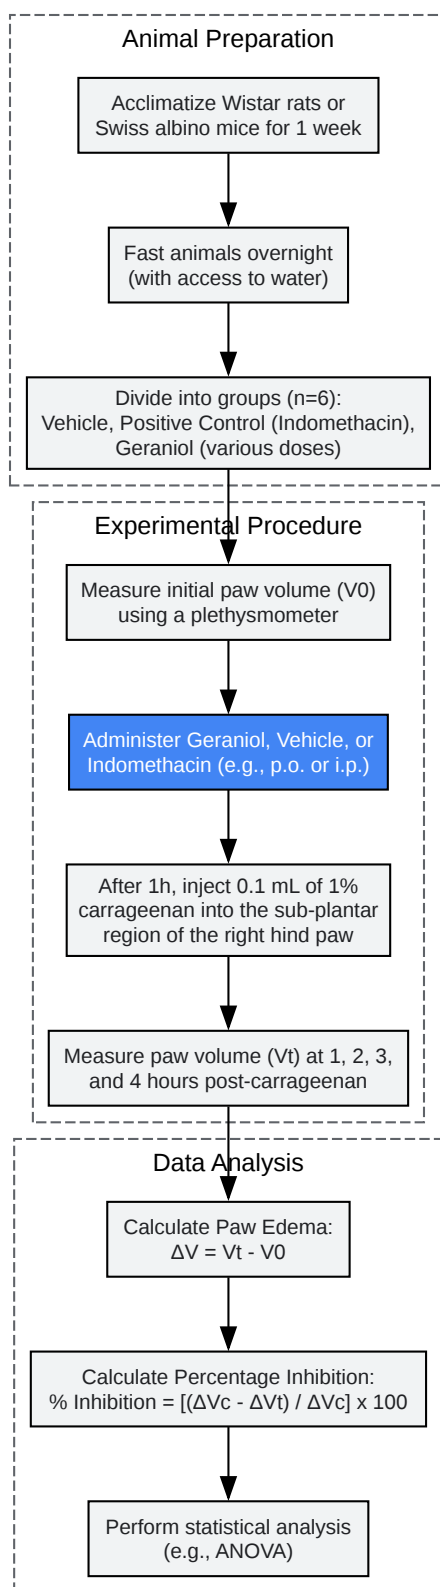 Animal Preparation
Acclimatize Wistar rats or
Swiss albino mice for 1 week
Fast animals overnight
(with access to water)
Divide into groups (n=6):
Vehicle, Positive Control (Indomethacin),
Geraniol (various doses)
Experimental Procedure
Measure initial paw volume (V0)
using a plethysmometer
Administer Geraniol, Vehicle, or
Indomethacin (e.g., p.o. or i.p.)
After 1h, inject 0.1 mL of 1%
carrageenan into the sub-plantar
region of the right hind paw
Measure paw volume (Vt) at 1, 2, 3,
and 4 hours post-carrageenan
Data Analysis
Calculate Paw Edema:
ΔV = Vt - V0
Calculate Percentage Inhibition:
% Inhibition = [(ΔVc - ΔVt) / ΔVc] x 100
Perform statistical analysis
(e.g., ANOVA)